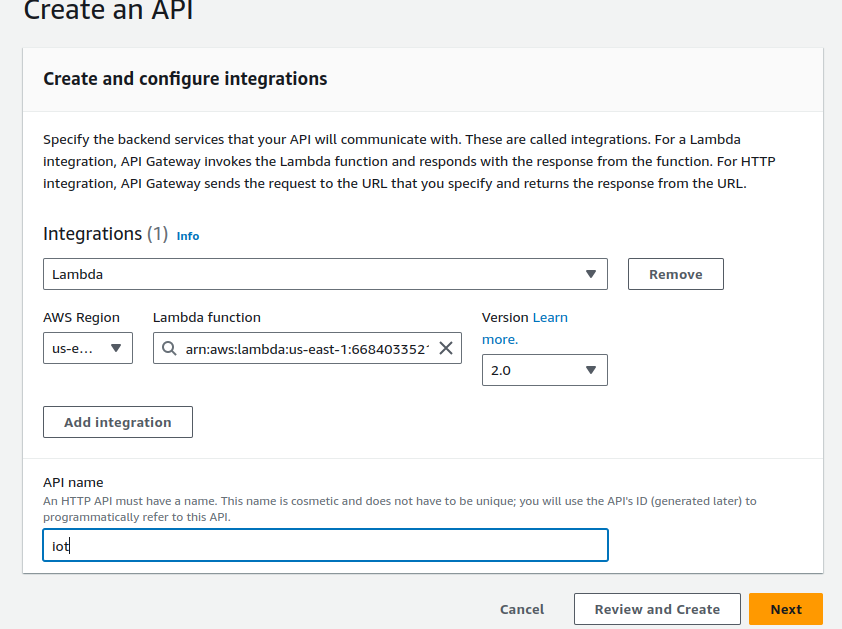 Create an API
Create and configure integrations
Specify the backend services that your API will communicate with. These are called integrations. For a Lambda
integration, API Gateway invokes the Lambda function and responds with the response from the function. For HTTP
integration, API Gateway sends the request to the URL that you specify and returns the response from the URL.
Integrations (1) Info
Lambda
Remove
AWS Region
Lambda function
Version Learn
more.
us-e...
arn:aws:lambda:us-east-1:668403352
2.0
Add integration
API name
An HTTP API must have a name. This name is cosmetic and does not have to be unique; you will use the API's ID (generated later) to
programmatically refer to this API.
iot
Cancel
Review and Create
Next